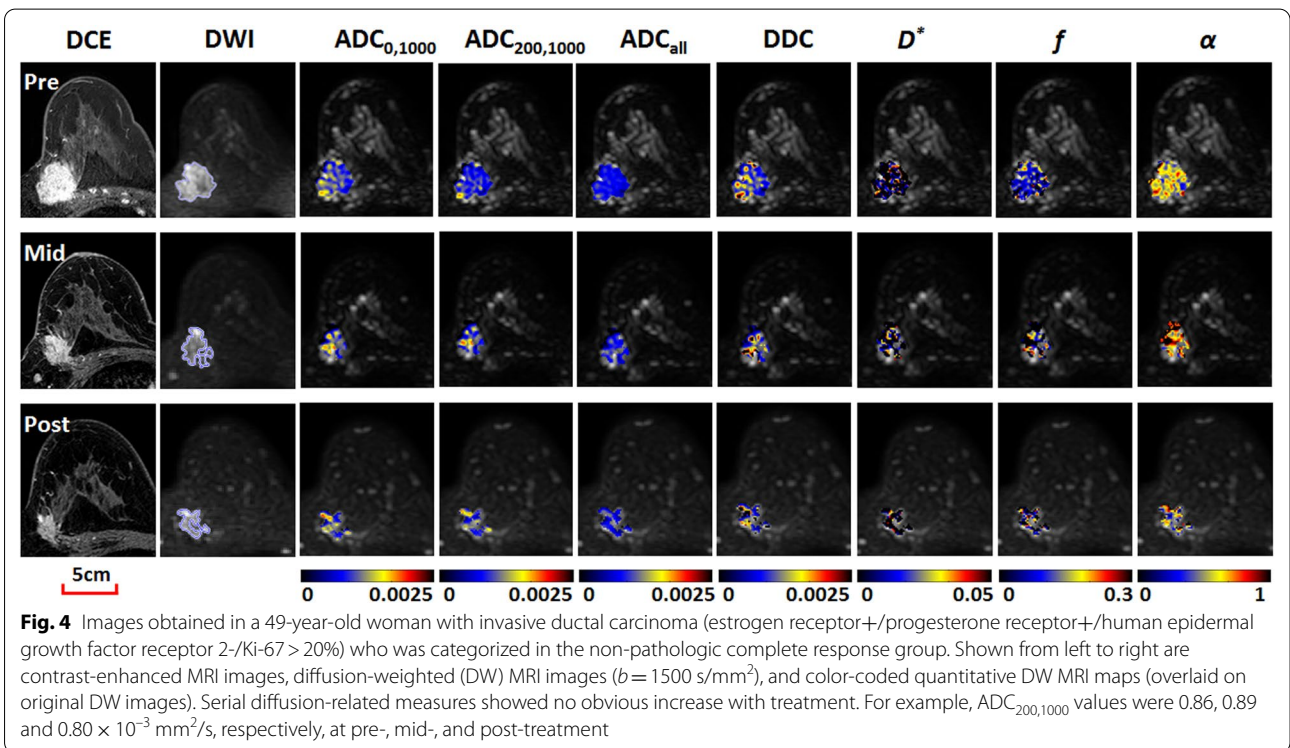 DCE DWI ADC0,1000 ADC200,1000 ADCall DDC D* f α
Pre
Mid
Post
5cm
0 0.0025 0 0.0025 0 0.0025 0 0.0025 0 0.05 0 0.3 0 1
Fig. 4 Images obtained in a 49-year-old woman with invasive ductal carcinoma (estrogen receptor+/progesterone receptor+/human epidermal
growth factor receptor 2-/Ki-67 > 20%) who was categorized in the non-pathologic complete response group. Shown from left to right are
contrast-enhanced MRI images, diffusion-weighted (DW) MRI images (b = 1500 s/mm²), and color-coded quantitative DW MRI maps (overlaid on
original DW images). Serial diffusion-related measures showed no obvious increase with treatment. For example, ADC200,1000 values were 0.86, 0.89
and 0.80 × 10⁻³ mm²/s, respectively, at pre-, mid-, and post-treatment